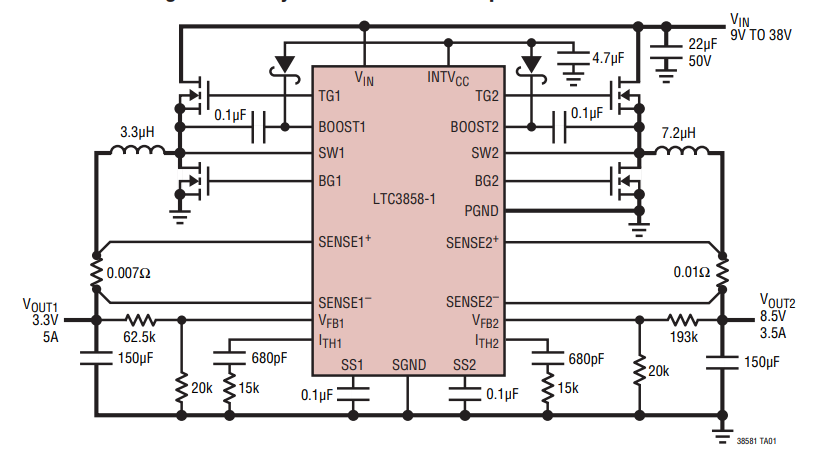 VIN
9V TO 38V
22µF
50V
4.7µF
VIN
INTVCC
TG1
TG2
0.1µF
0.1µF
3.3µH
7.2µH
BOOST1
BOOST2
SW1
SW2
BG1
BG2
LTC3858-1
PGND
SENSE1+
SENSE2+
0.007Ω
0.01Ω
SENSE1–
SENSE2–
VOUT1
3.3V
5A
VOUT2
8.5V
3.5A
VFB1
VFB2
62.5k
193k
ITH1
ITH2
150µF
680pF
680pF
150µF
SS1
SGND
SS2
20k
15k
0.1µF
0.1µF
15k
20k
38581 TA01